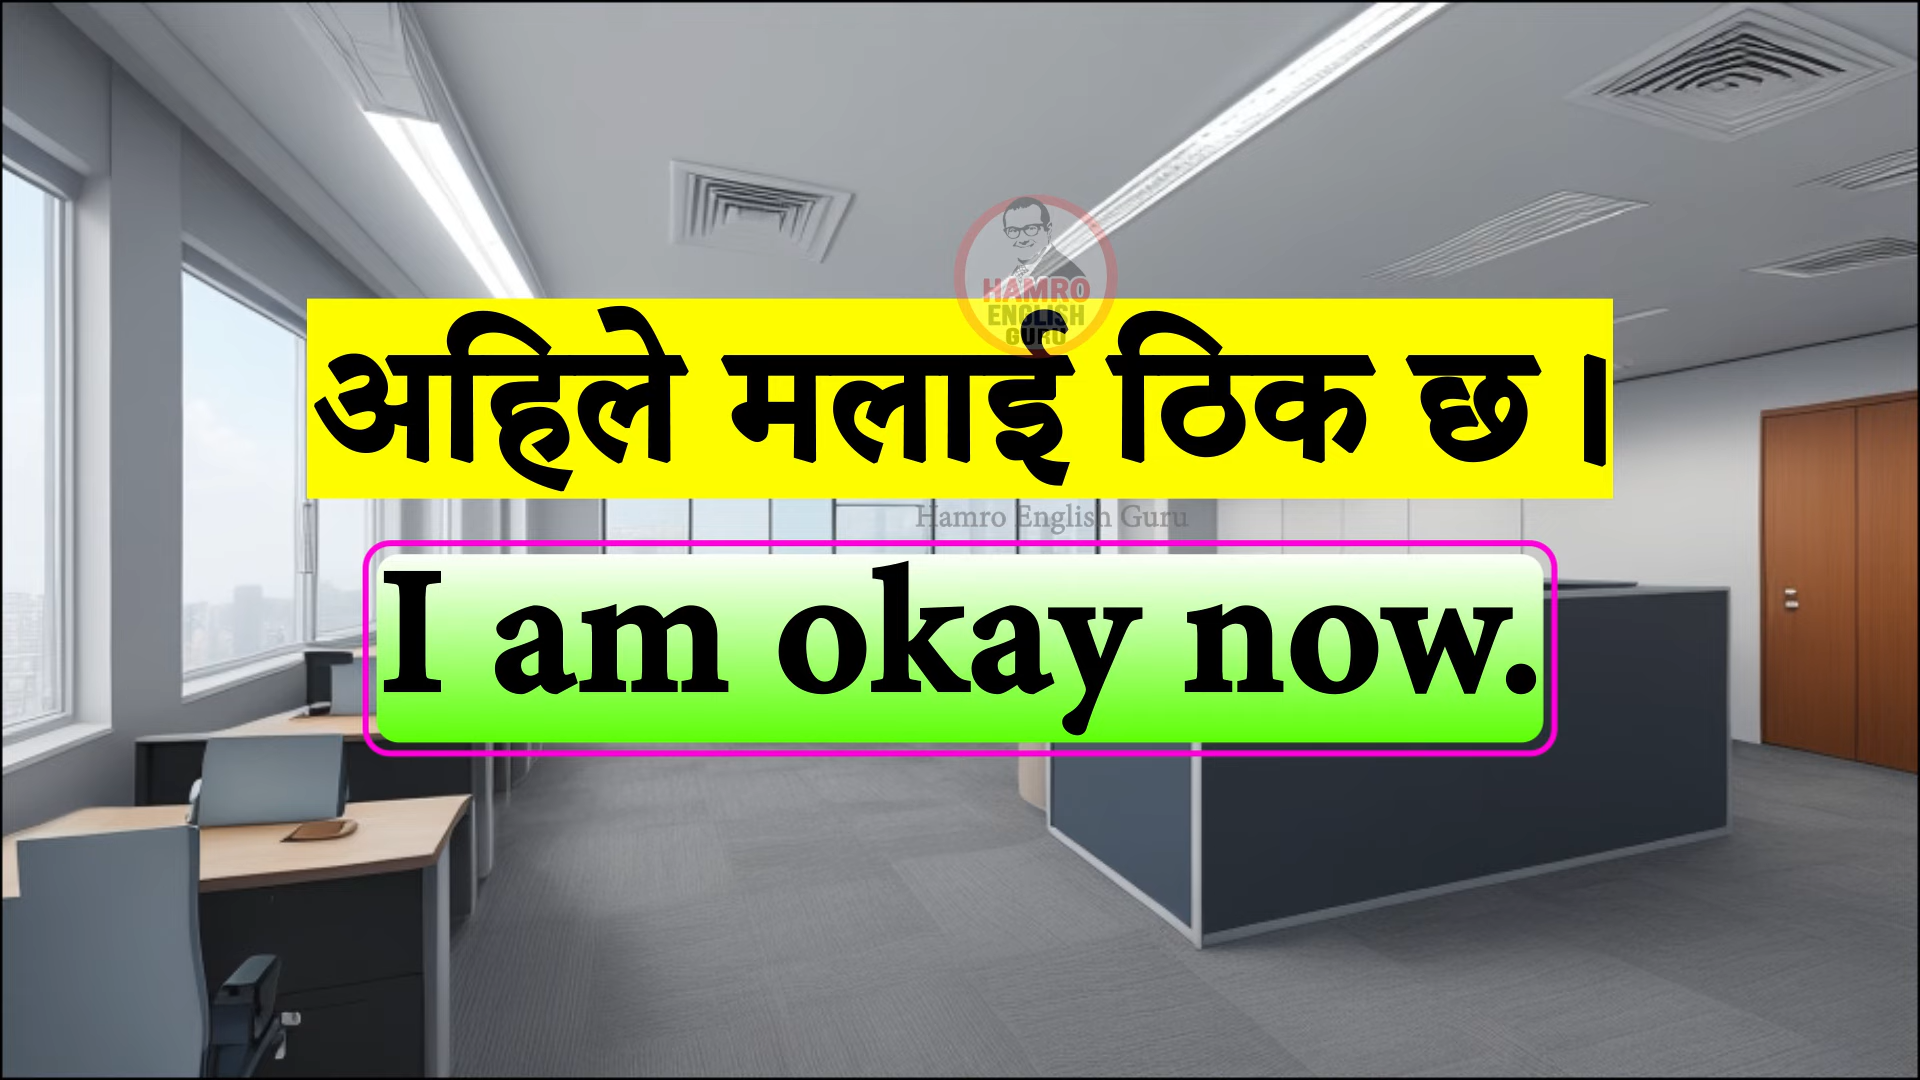 HAMRO
ENGLISH
GURU
अहिले मलाई ठिक छ ।
Hamro English Guru
I am okay now.